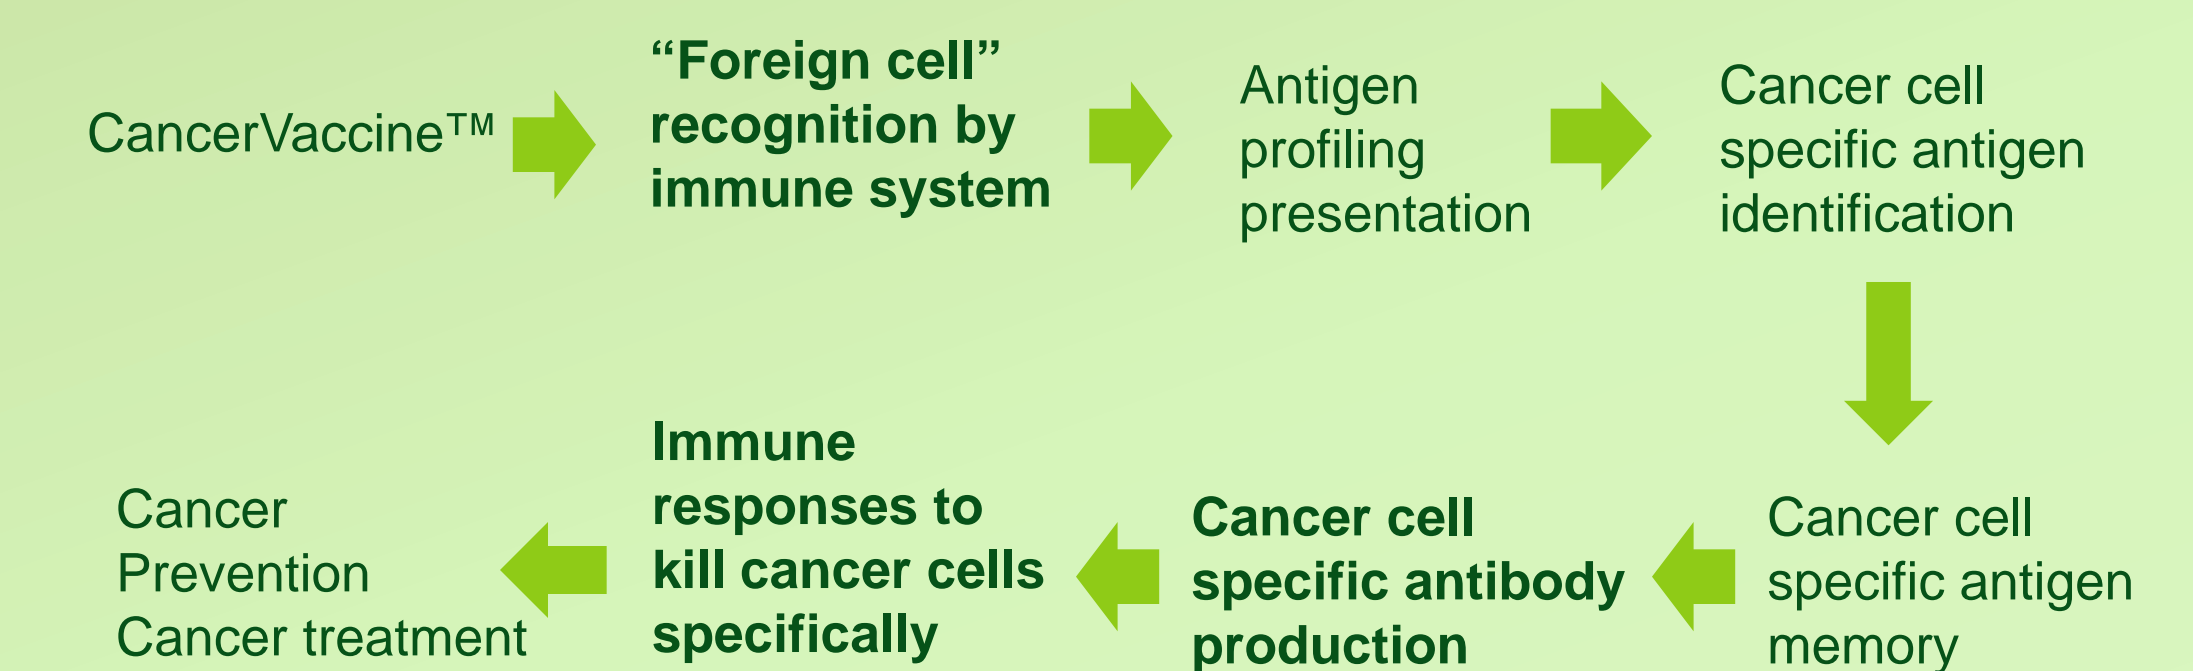 CancerVaccine™
“Foreign cell”
recognition by
immune system
Antigen
profiling
presentation
Cancer cell
specific antigen
identification
Cancer cell
specific antigen
memory
Cancer cell
specific antibody
production
Immune
responses to
kill cancer cells
specifically
Cancer
Prevention
Cancer treatment